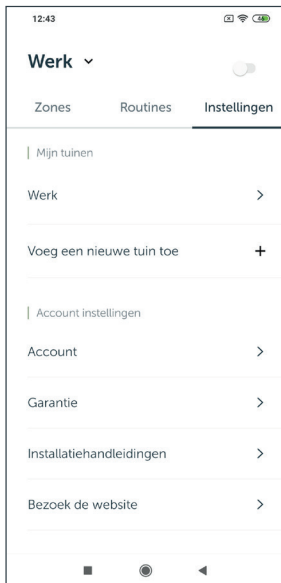 12:43
46
Werk
Zones Routines Instellingen
Mijn tuinen
Werk
Voeg een nieuwe tuin toe
Account instellingen
Account
Garantie
Installatiehandleidingen
Bezoek de website